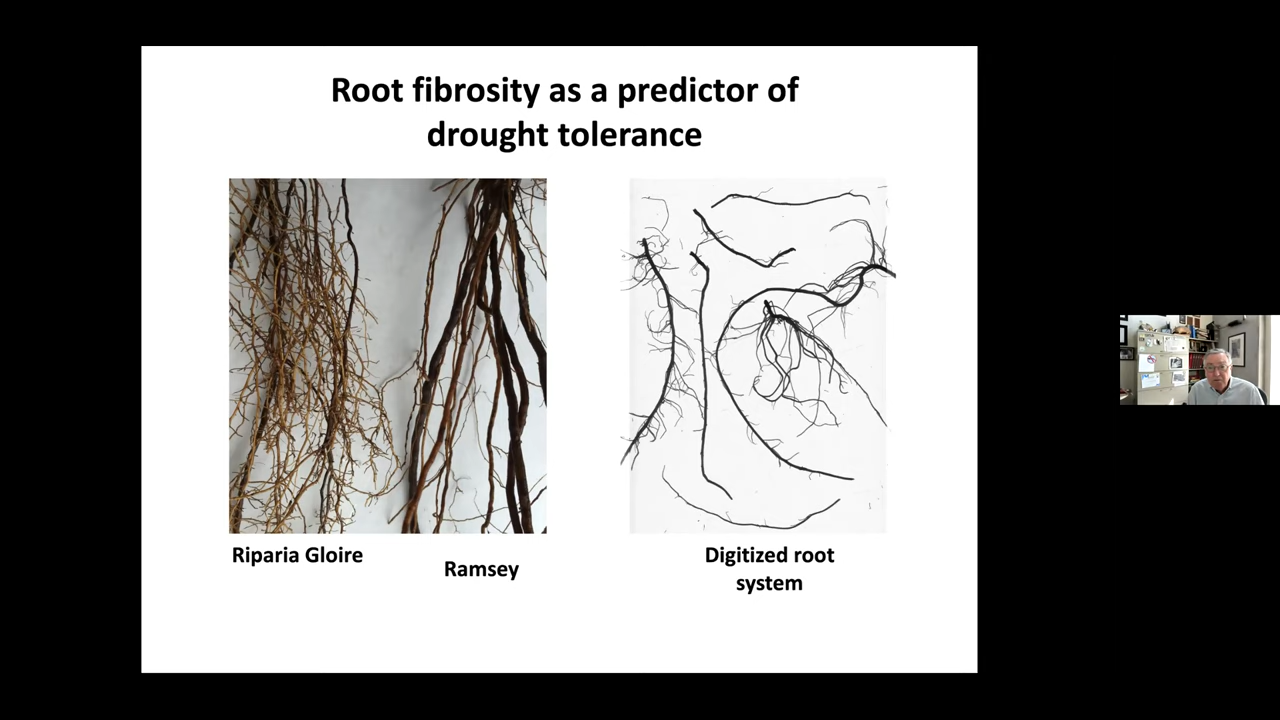 Root fibrosity as a predictor of
drought tolerance
Riparia Gloire
Ramsey
Digitized root
system